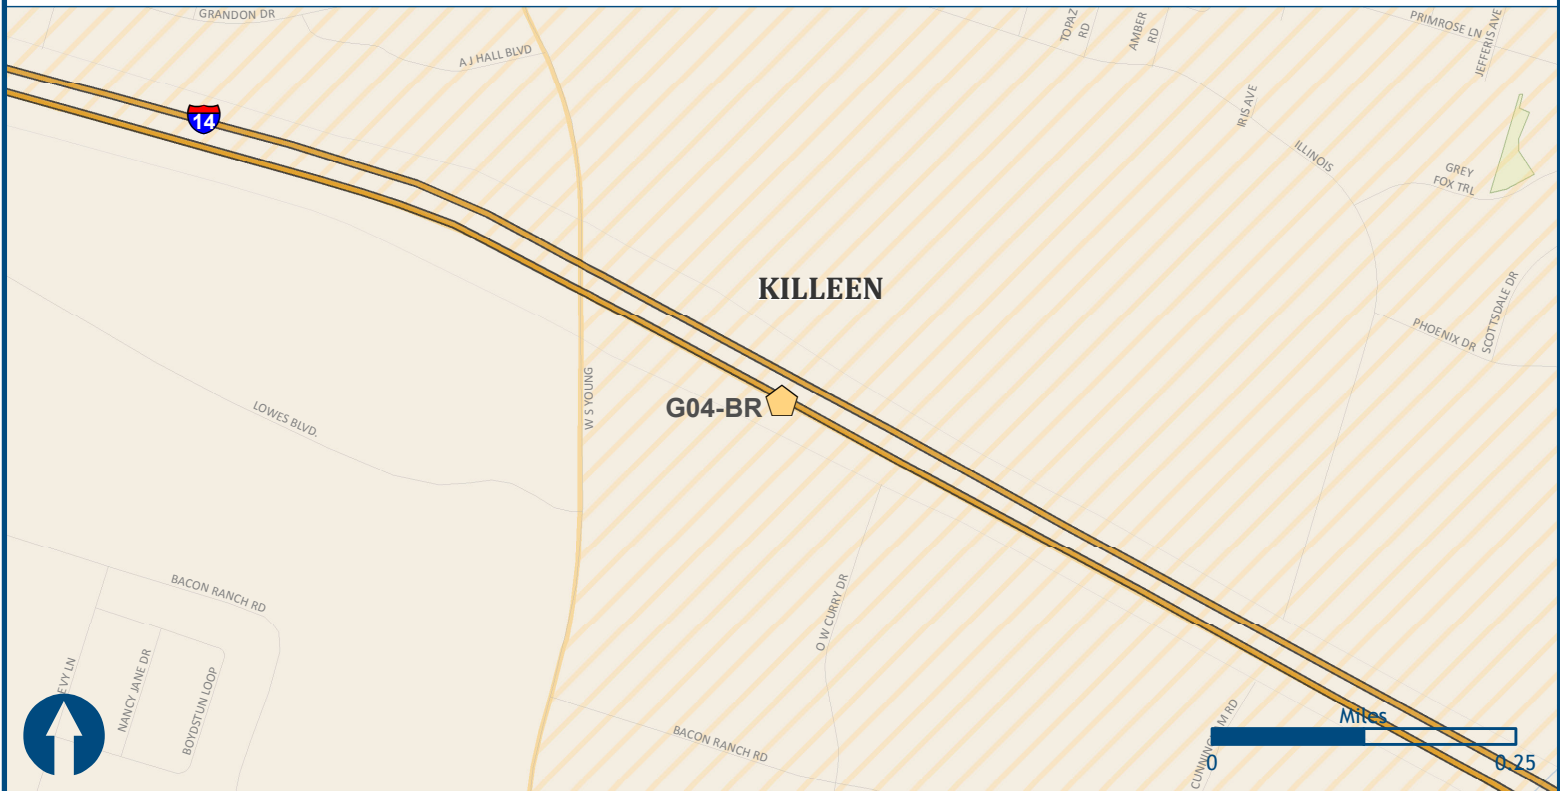 GRANDON DR
A J HALL BLVD
TOPAZ
RD
AMBER
RD
PRIMROSE LN
JEFFERIS AVE
14
IRIS AVE
ILLINOIS
GREY
FOX TRL
KILLEEN
SCOTTSDALE DR
PHOENIX DR
W S YOUNG
G04-BR
LOWES BLVD.
BACON RANCH RD
O W CURRY DR
EVY LN
NANCY JANE DR
BOYDSTUN LOOP
BACON RANCH RD
Miles
0
0.25